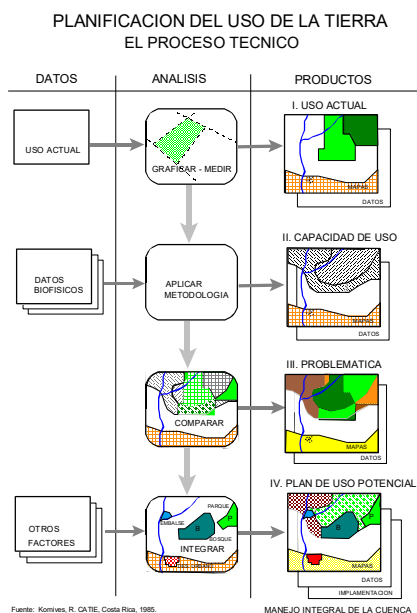 PLANIFICACION DEL USO DE LA TIERRA
EL PROCESO TECNICO
DATOS
ANALISIS
PRODUCTOS
I. USO ACTUAL
USO ACTUAL
GRAFICAR - MEDIR
MAPAS
DATOS
II. CAPACIDAD DE USO
DATOS
BIOFISICOS
APLICAR
METODOLOGIA
MAPAS
DATOS
III. PROBLEMATICA
COMPARAR
MAPAS
DATOS
IV. PLAN DE USO POTENCIAL
OTROS
FACTORES
PARQUE
P
EMBALSE
B
BOSQUE
INTEGRAR
DES. URBANO
P
B
MAPAS
DATOS
IMPLEMENTACION
Fuente: Komives, R. CATIE, Costa Rica, 1985.
MANEJO INTEGRAL DE LA CUENCA